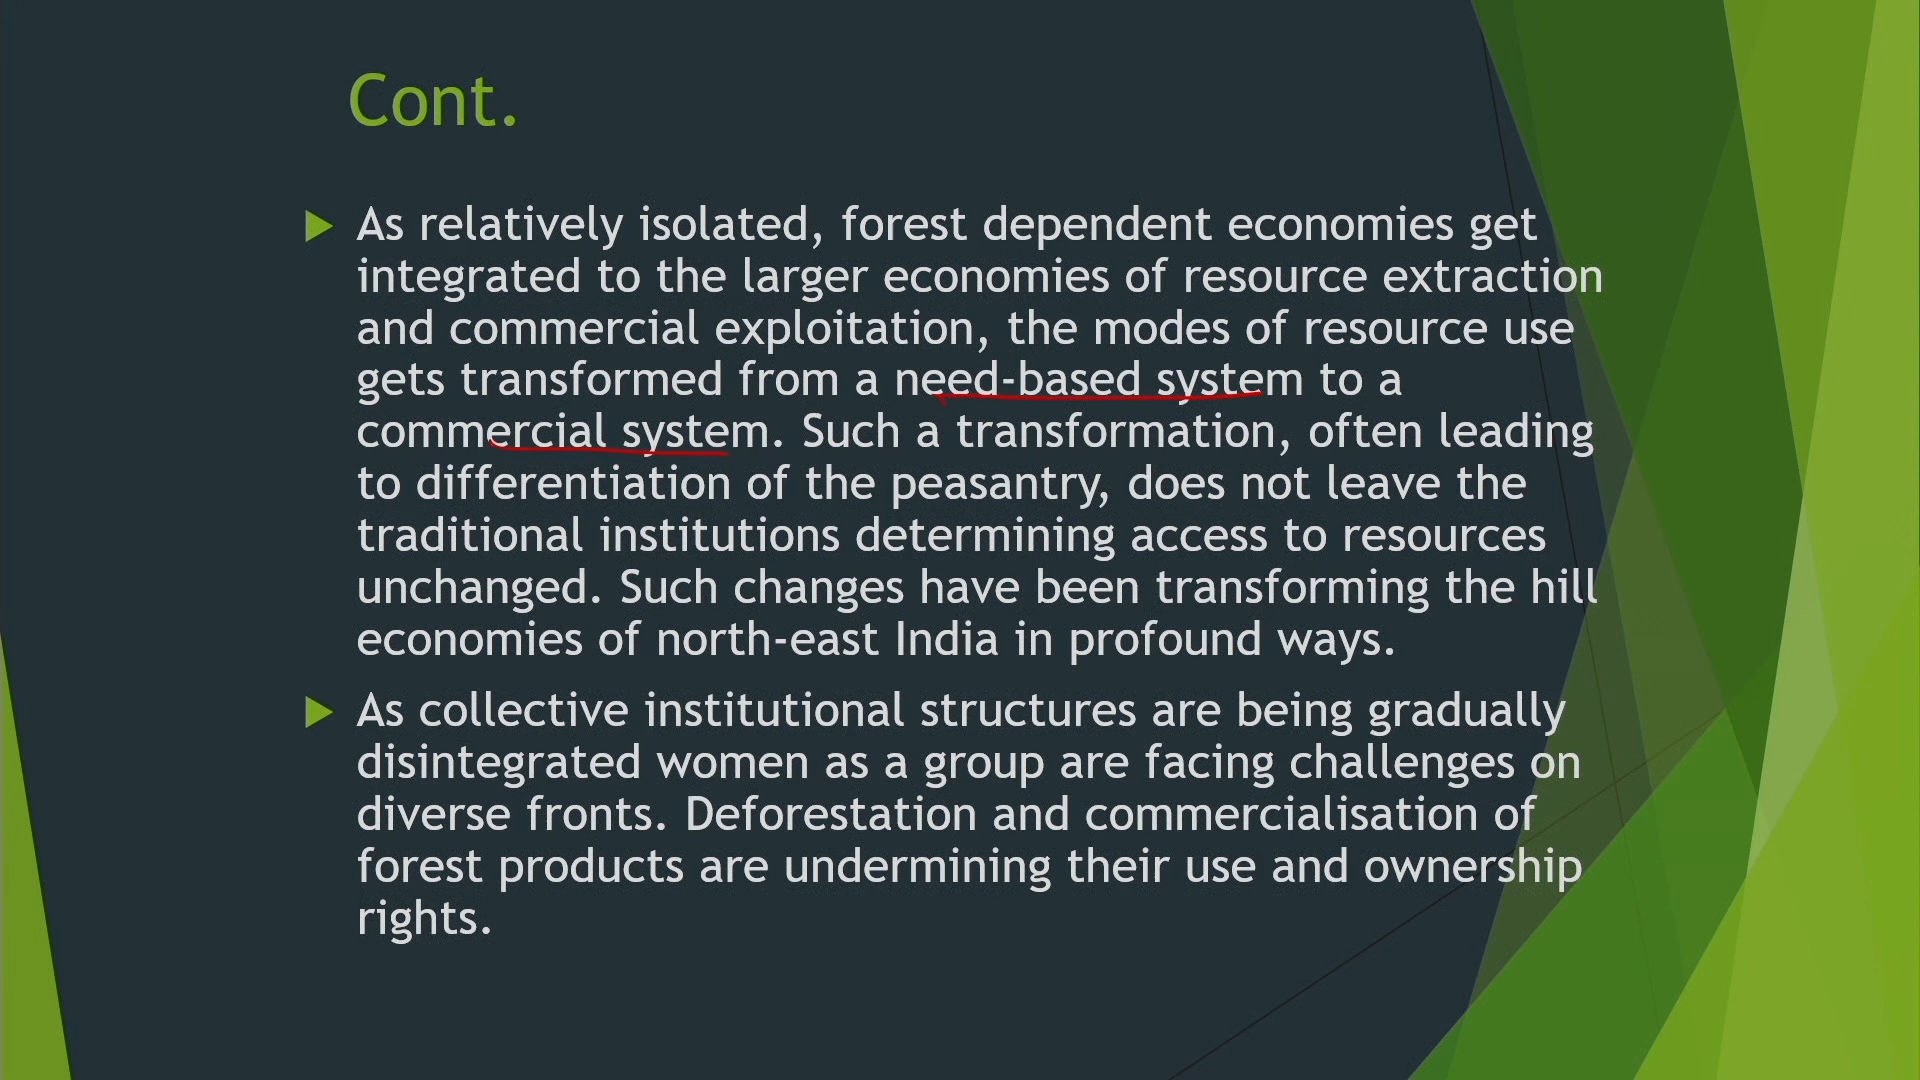 Cont.
As relatively isolated, forest dependent economies get
integrated to the larger economies of resource extraction
and commercial exploitation, the modes of resource use
gets transformed from a need-based system to a
commercial system. Such a transformation, often leading
to differentiation of the peasantry, does not leave the
traditional institutions determining access to resources
unchanged. Such changes have been transforming the hill
economies of north-east India in profound ways.
As collective institutional structures are being gradually
disintegrated women as a group are facing challenges on
diverse fronts. Deforestation and commercialisation of
forest products are undermining their use and ownership
rights.